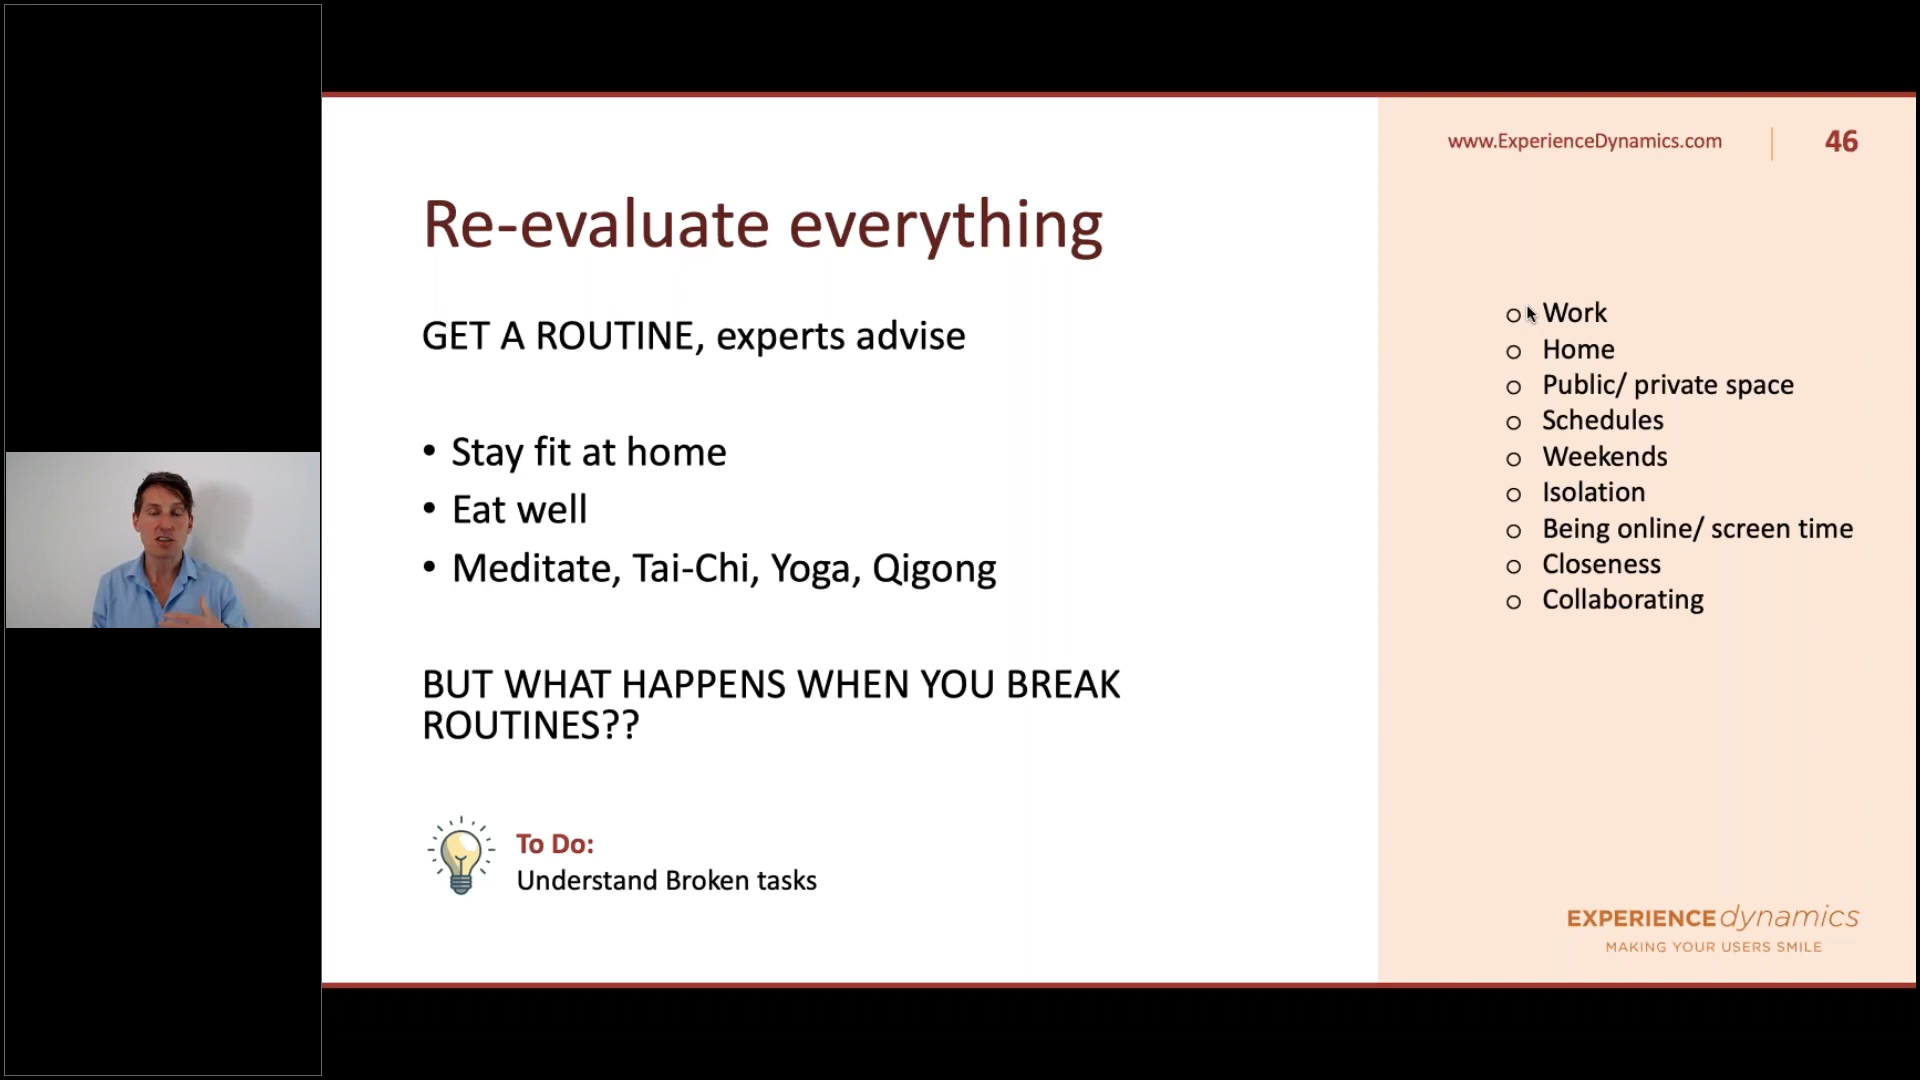 www.ExperienceDynamics.com
46
Re-evaluate everything
GET A ROUTINE, experts advise
• Stay fit at home
• Eat well
• Meditate, Tai-Chi, Yoga, Qigong
BUT WHAT HAPPENS WHEN YOU BREAK
ROUTINES??
To Do:
Understand Broken tasks
o Work
o Home
o Public/ private space
o Schedules
o Weekends
o Isolation
o Being online/ screen time
o Closeness
o Collaborating
EXPERIENCE dynamics
MAKING YOUR USERS SMILE